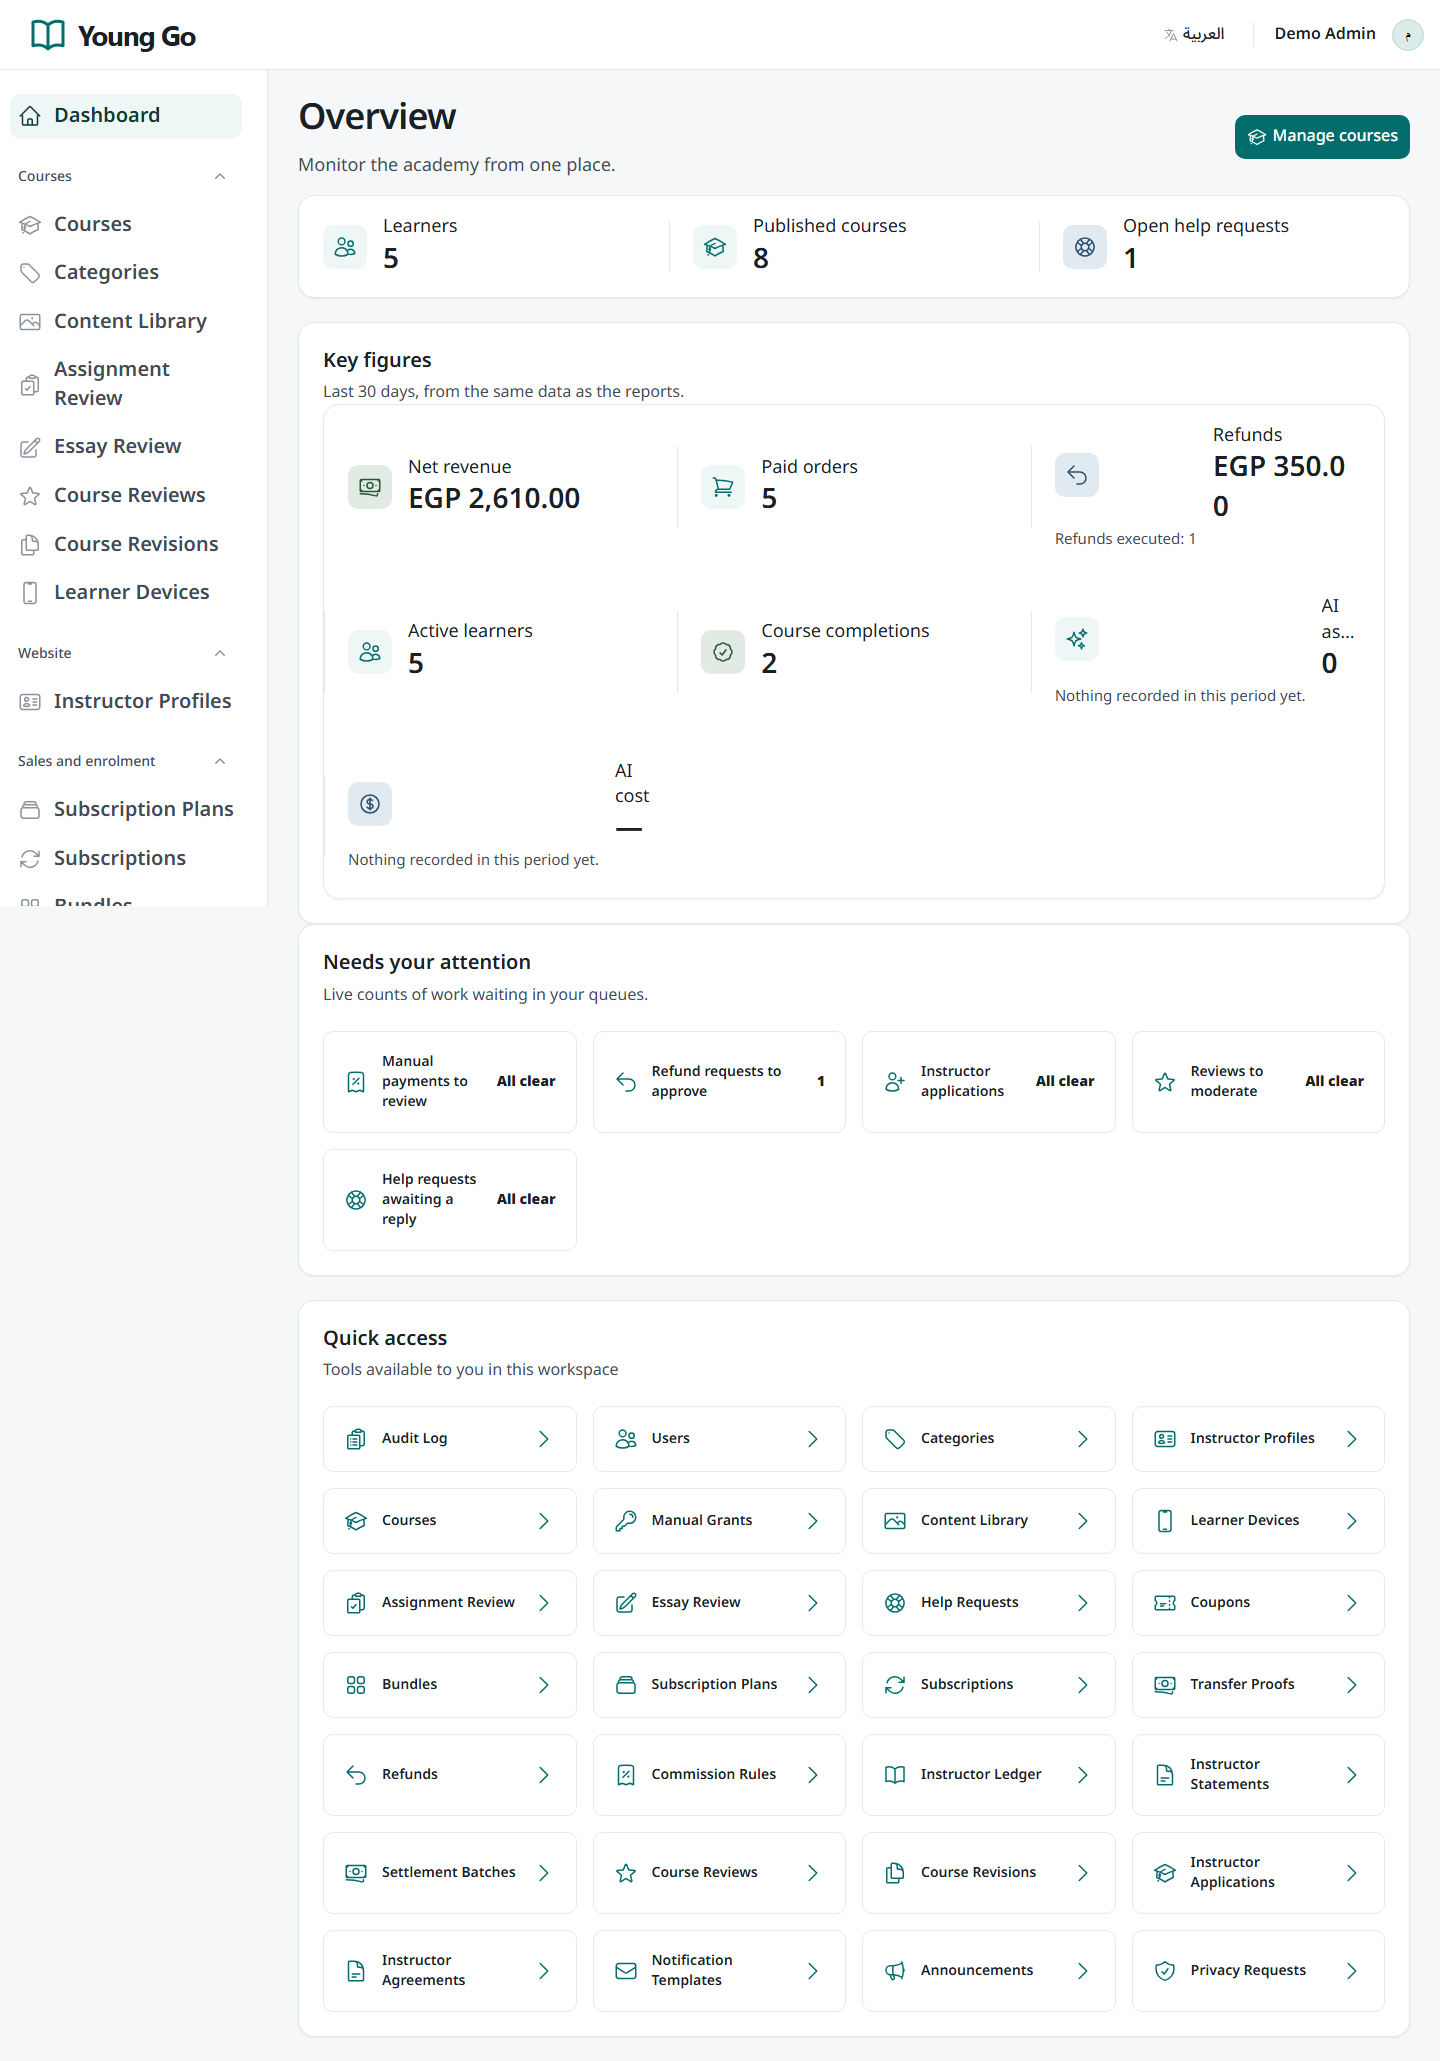 Young Go
العربية
Demo Admin
م
Dashboard
Courses
Courses
Categories
Content Library
Assignment
Review
Essay Review
Course Reviews
Course Revisions
Learner Devices
Website
Instructor Profiles
Sales and enrolment
Subscription Plans
Subscriptions
Bundles
Overview
Monitor the academy from one place.
Manage courses
Learners
5
Published courses
8
Open help requests
1
Key figures
Last 30 days, from the same data as the reports.
Net revenue
EGP 2,610.00
Paid orders
5
Refunds
EGP 350.0
0
Refunds executed: 1
Active learners
5
Course completions
2
AI
as...
0
Nothing recorded in this period yet.
AI
cost
—
Nothing recorded in this period yet.
Needs your attention
Live counts of work waiting in your queues.
Manual
payments to
review
All clear
Refund requests to
approve
1
Instructor
applications
All clear
Reviews to
moderate
All clear
Help requests
awaiting a
reply
All clear
Quick access
Tools available to you in this workspace
Audit Log
Users
Categories
Instructor Profiles
Courses
Manual Grants
Content Library
Learner Devices
Assignment Review
Essay Review
Help Requests
Coupons
Bundles
Subscription Plans
Subscriptions
Transfer Proofs
Refunds
Commission Rules
Instructor Ledger
Instructor
Statements
Settlement Batches
Course Reviews
Course Revisions
Instructor
Applications
Instructor
Agreements
Notification
Templates
Announcements
Privacy Requests